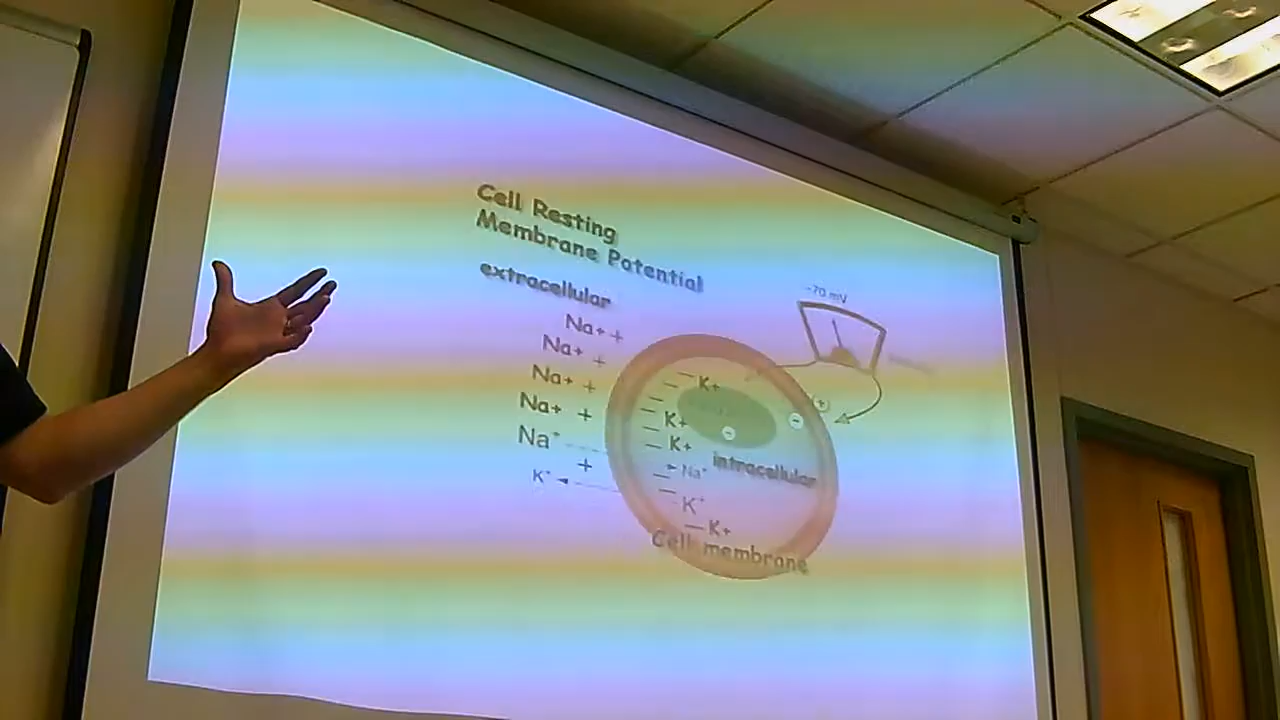 Cell Resting
Membrane Potential
extracellular
-70 mV
Na+ +
Na+ +
Na+ +
Na+ +
Na⁺
+
K⁺
K+
K+
K+
Na⁺
K⁺
K+
intracellular
Cell membrane